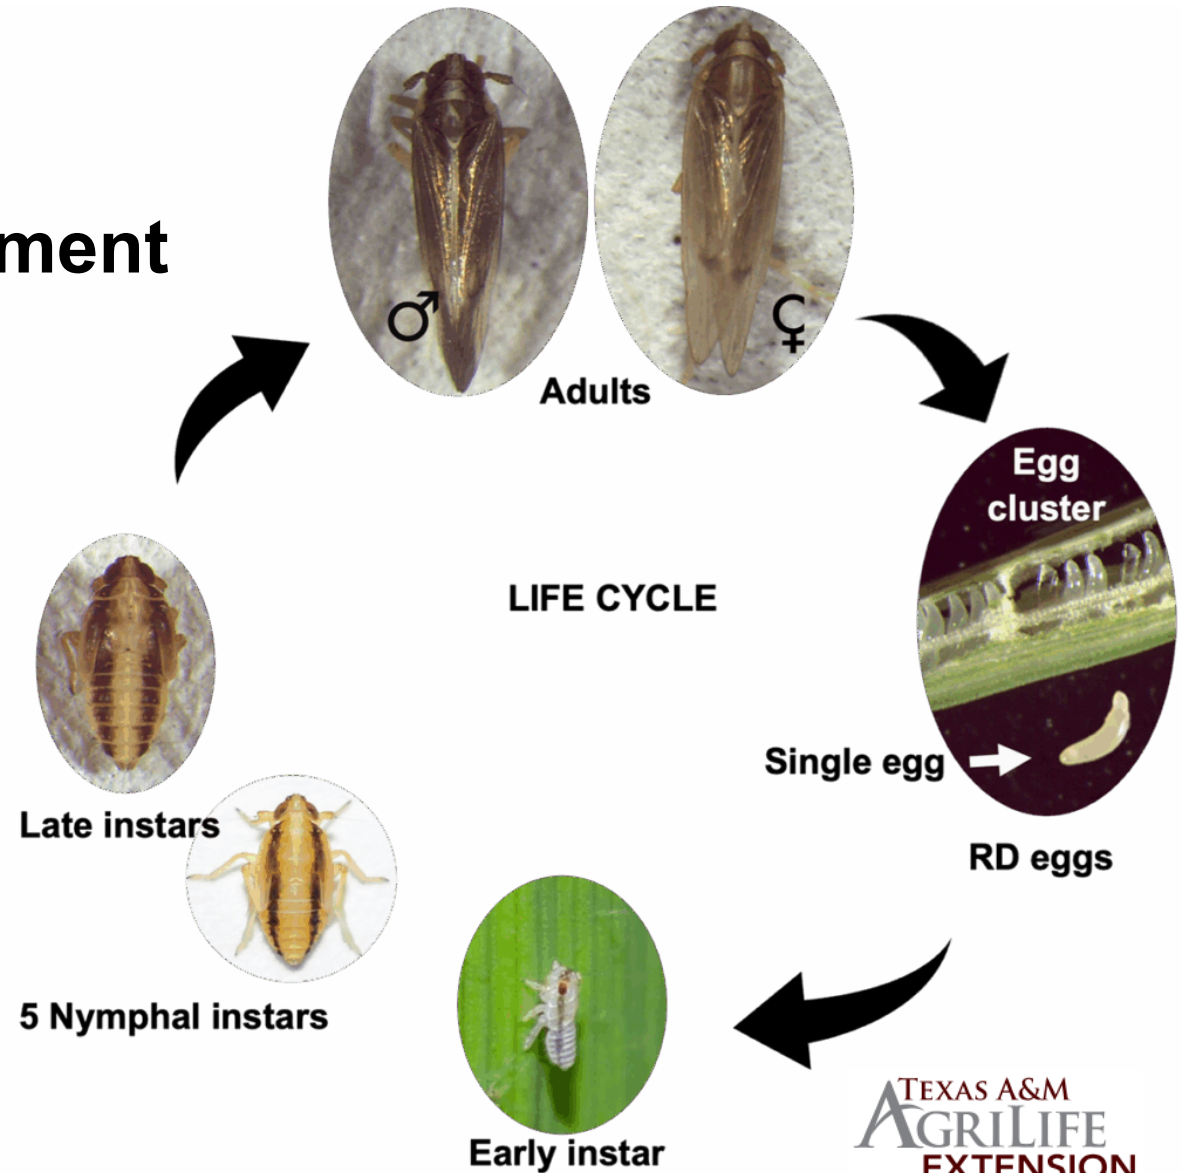 ment
♂
♀
Adults
Egg
cluster
LIFE CYCLE
Single egg
Late instars
RD eggs
5 Nymphal instars
Early instar
TEXAS A&M
AGRILIFE
EXTENSION